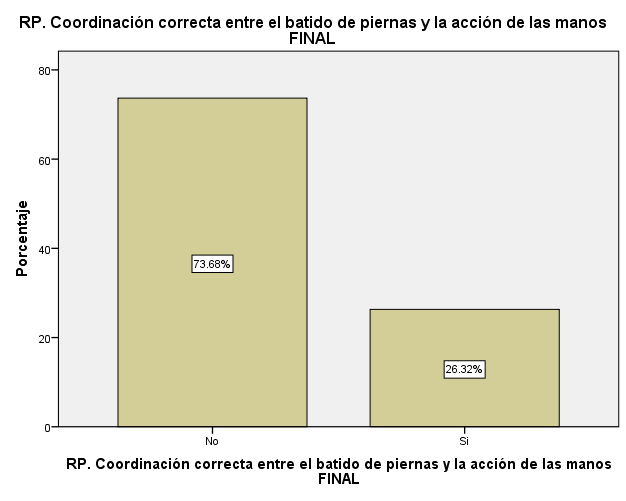 RP. Coordinación correcta entre el batido de piernas y la acción de las manos
FINAL
80
60
40
20
0
Porcentaje
73.68%
26.32%
No
Si
RP. Coordinación correcta entre el batido de piernas y la acción de las manos
FINAL